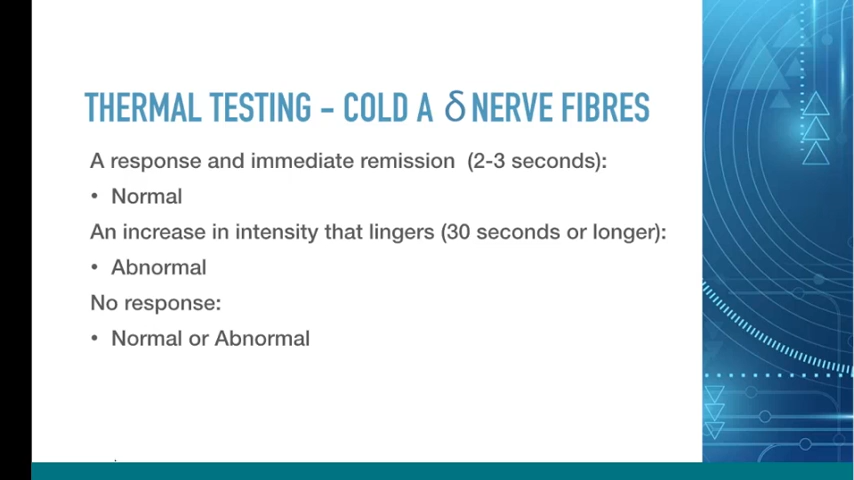 THERMAL TESTING - COLD A δ NERVE FIBRES
A response and immediate remission (2-3 seconds):
• Normal
An increase in intensity that lingers (30 seconds or longer):
• Abnormal
No response:
• Normal or Abnormal